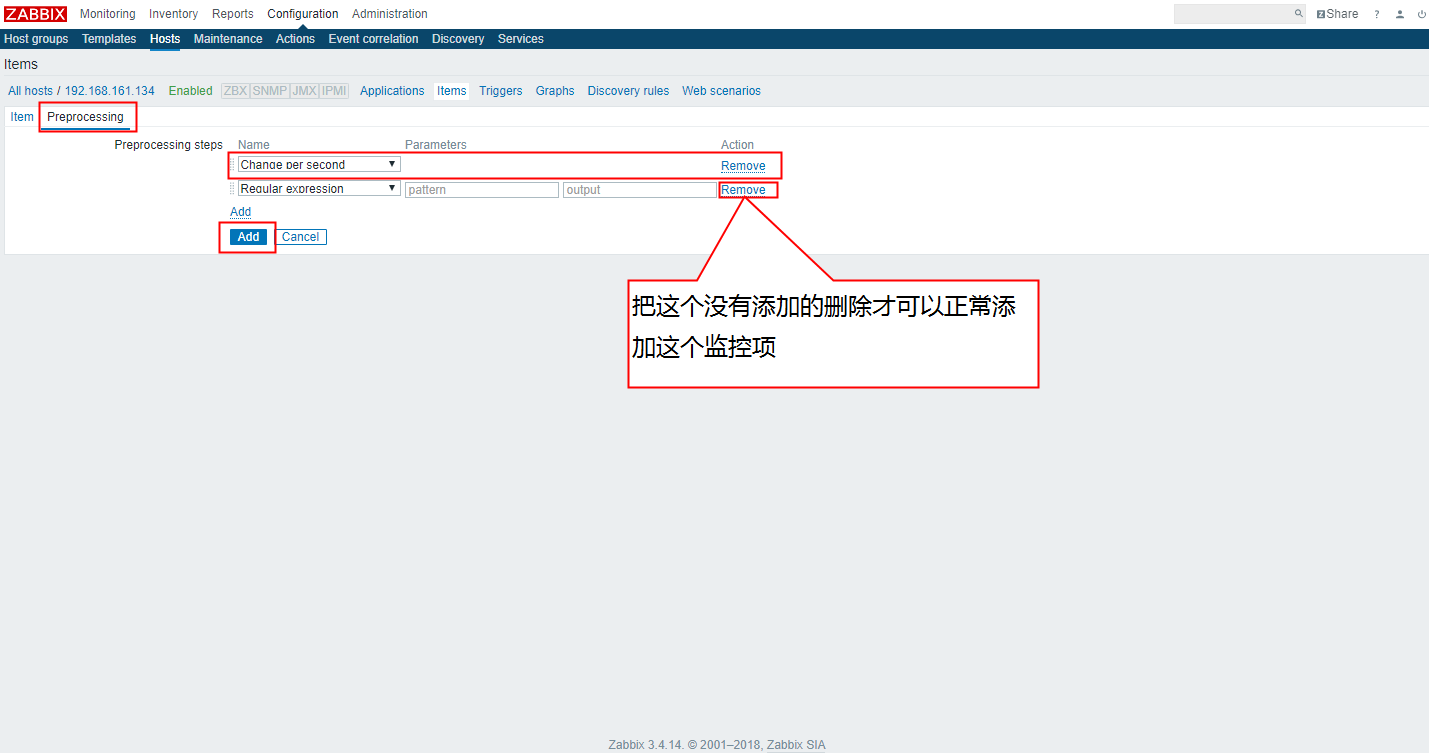 ZABBIX Monitoring Inventory Reports Configuration Administration Share ?
Host groups Templates Hosts Maintenance Actions Event correlation Discovery Services
Items
All hosts / 192.168.161.134 Enabled ZBX SNMP JMX IPMI Applications Items Triggers Graphs Discovery rules Web scenarios
Item Preprocessing
Preprocessing steps Name Parameters Action
Change per second Remove
Regular expression pattern output Remove
Add
Add Cancel
把这个没有添加的删除才可以正常添
加这个监控项
Zabbix 3.4.14. © 2001–2018, Zabbix SIA